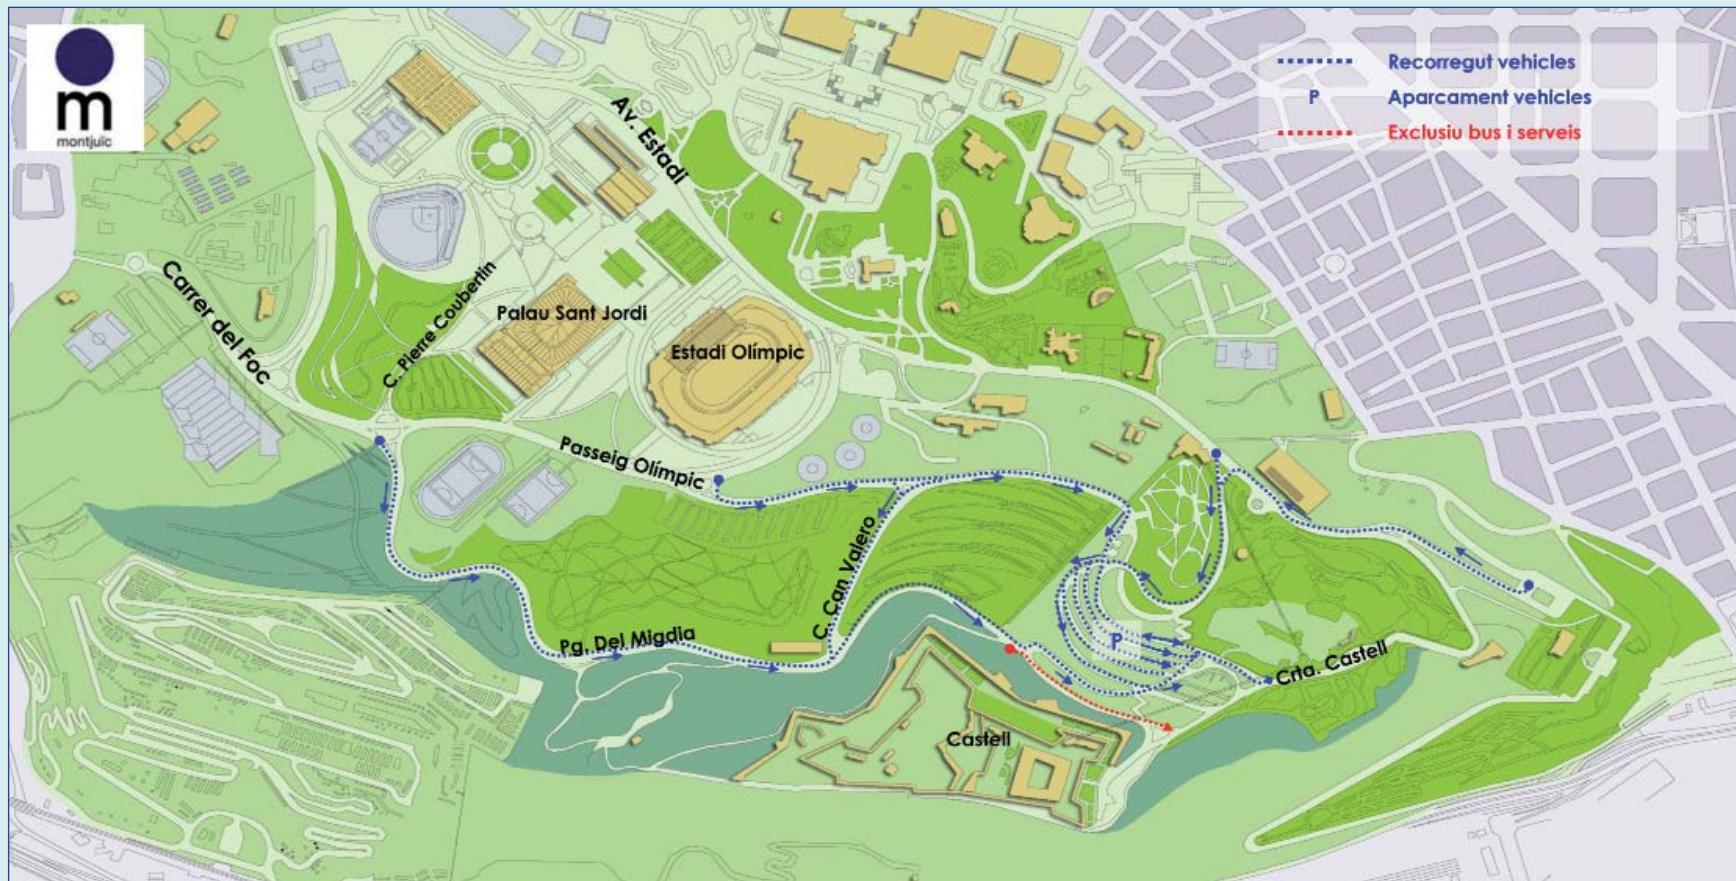 m
montjuïc
Recorregut vehicles
P Aparcament vehicles
Exclusiu bus i serveis
Av. Estadi
Carrer del Foc
C. Pierre Coubertin
Palau Sant Jordi
Estadi Olímpic
Passeig Olímpic
C. Can Valero
Pg. Del Migdia
P
Crta. Castell
Castell